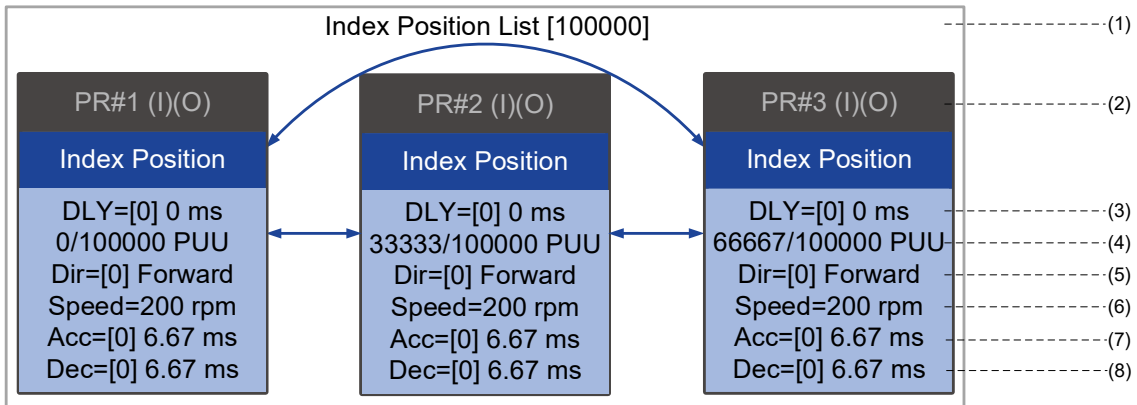 Index Position List [100000]
PR#1 (I)(O)
Index Position
DLY=[0] 0 ms
0/100000 PUU
Dir=[0] Forward
Speed=200 rpm
Acc=[0] 6.67 ms
Dec=[0] 6.67 ms
PR#2 (I)(O)
Index Position
DLY=[0] 0 ms
33333/100000 PUU
Dir=[0] Forward
Speed=200 rpm
Acc=[0] 6.67 ms
Dec=[0] 6.67 ms
PR#3 (I)(O)
Index Position
DLY=[0] 0 ms
66667/100000 PUU
Dir=[0] Forward
Speed=200 rpm
Acc=[0] 6.67 ms
Dec=[0] 6.67 ms
(1)
(2)
(3)
(4)
(5)
(6)
(7)
(8)